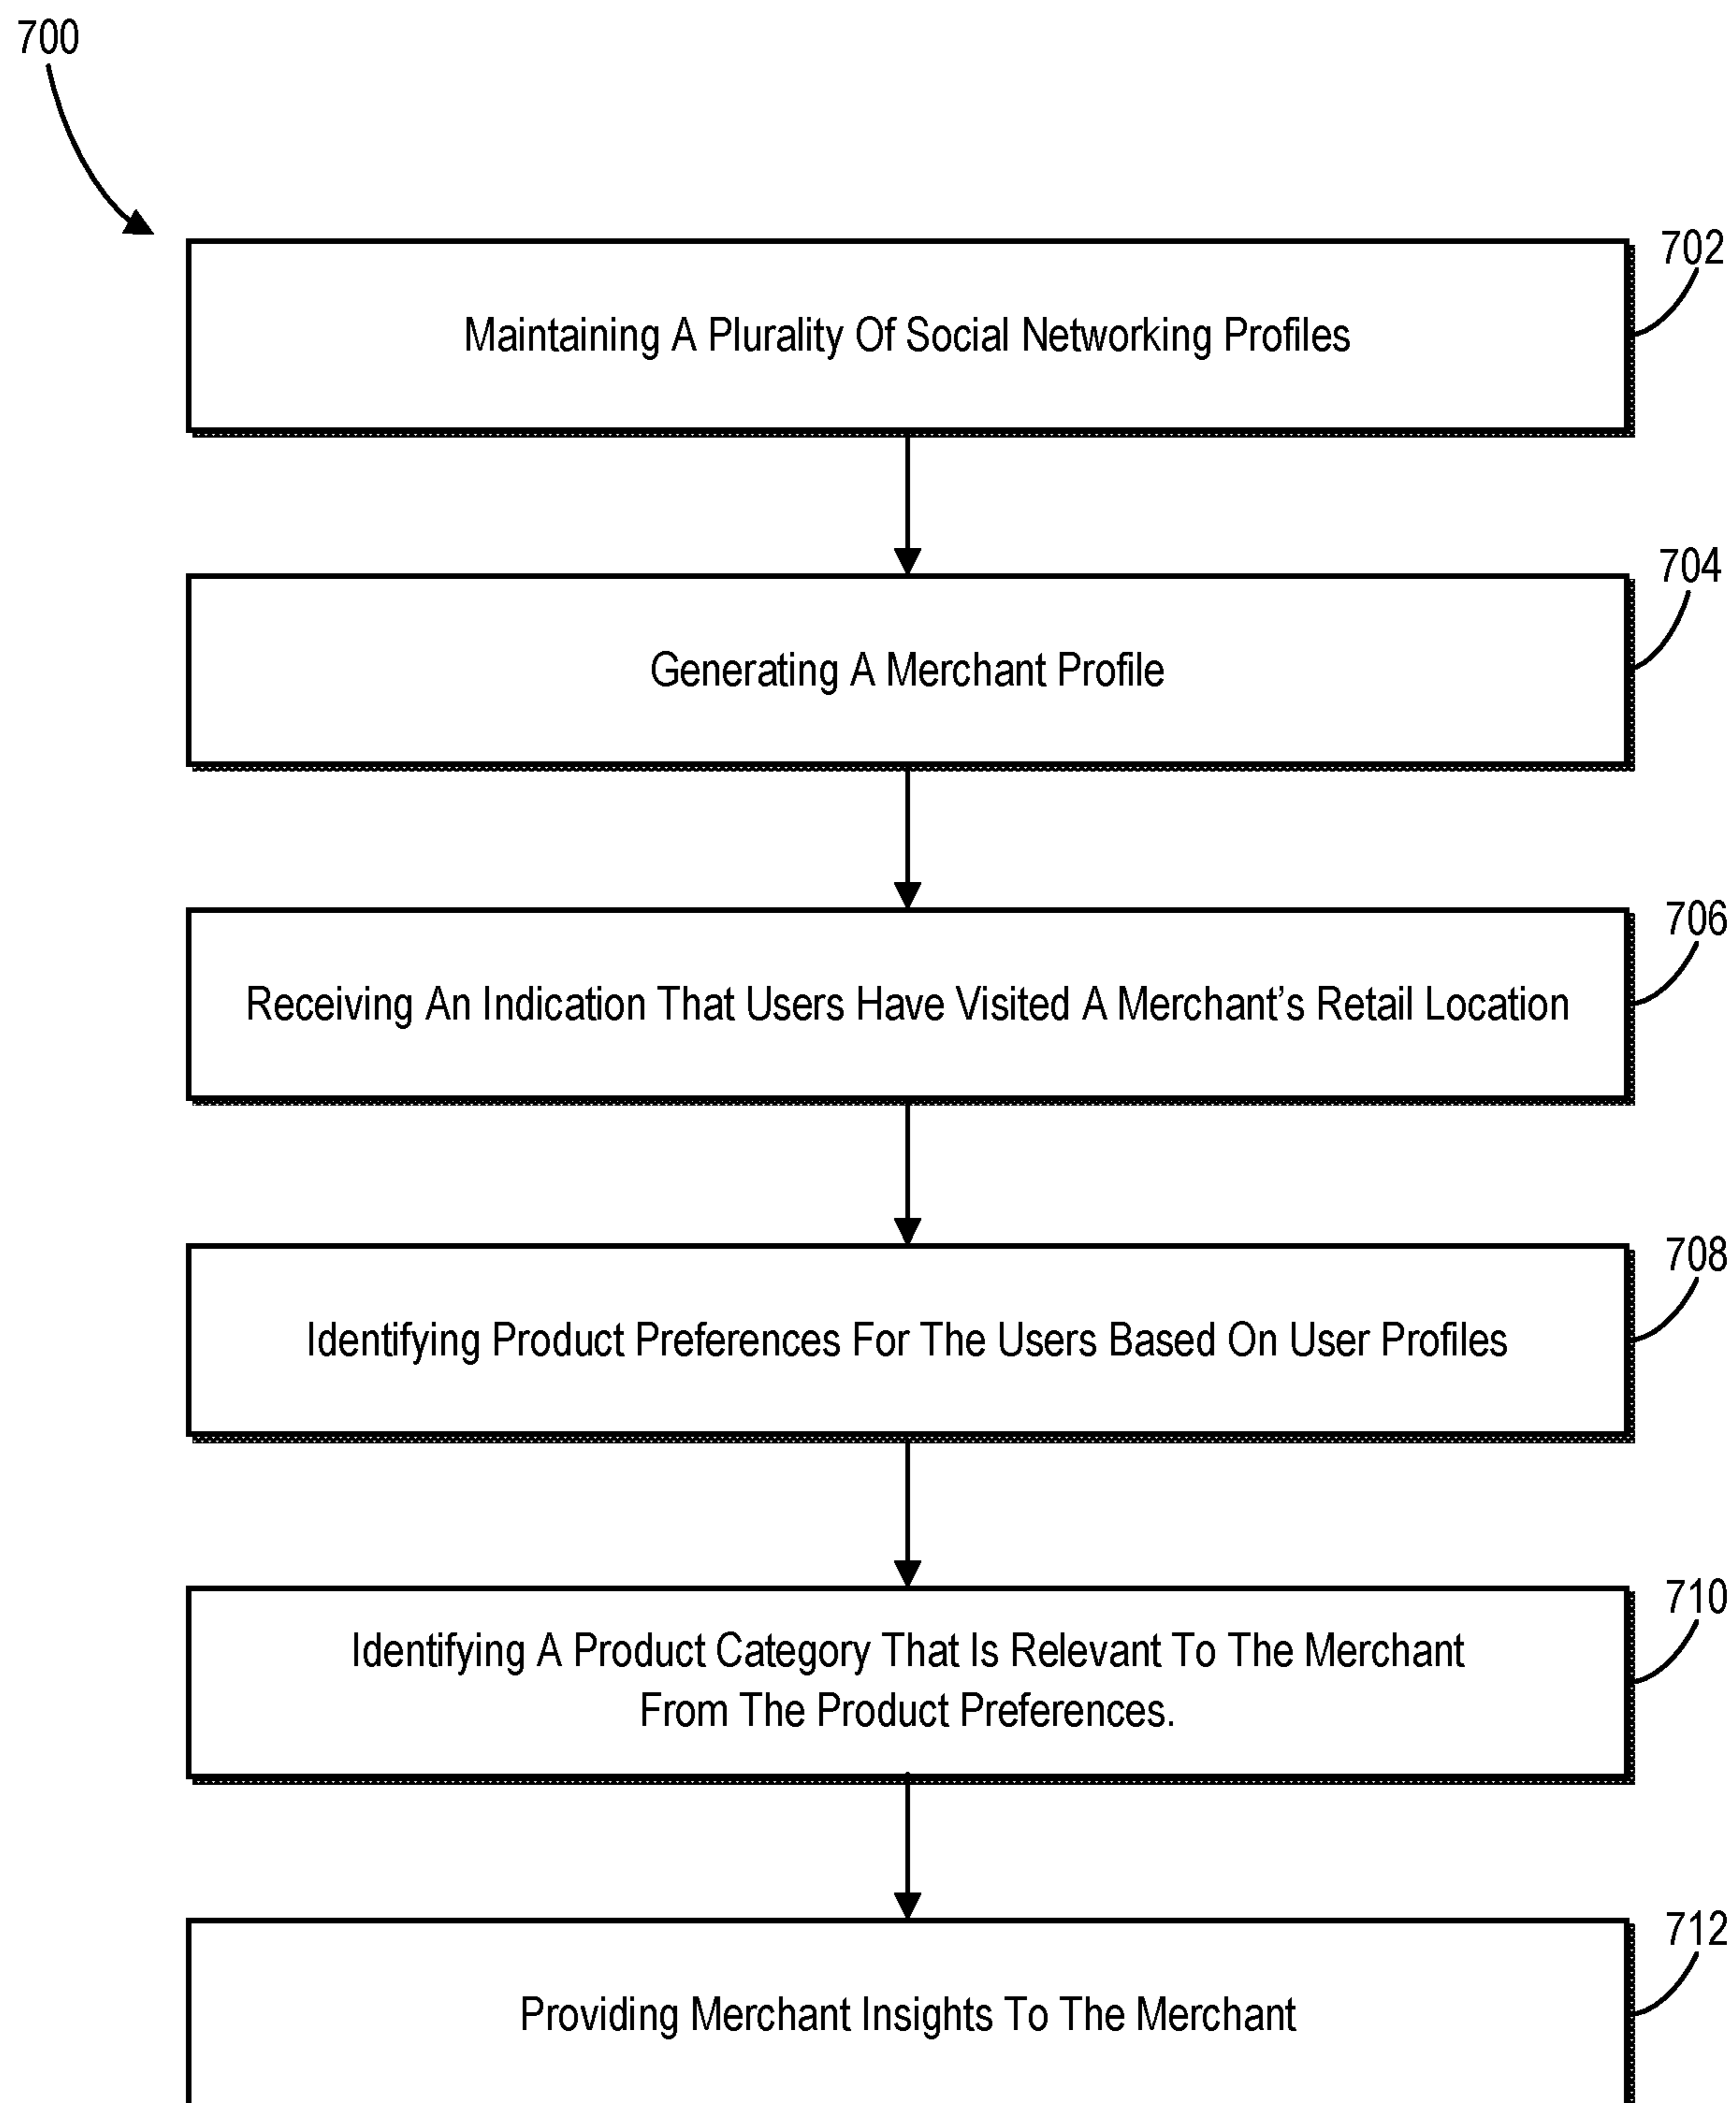 700
702
Maintaining A Plurality Of Social Networking Profiles
704
Generating A Merchant Profile
706
Receiving An Indication That Users Have Visited A Merchant's Retail Location
708
Identifying Product Preferences For The Users Based On User Profiles
710
Identifying A Product Category That Is Relevant To The Merchant
From The Product Preferences.
712
Providing Merchant Insights To The Merchant